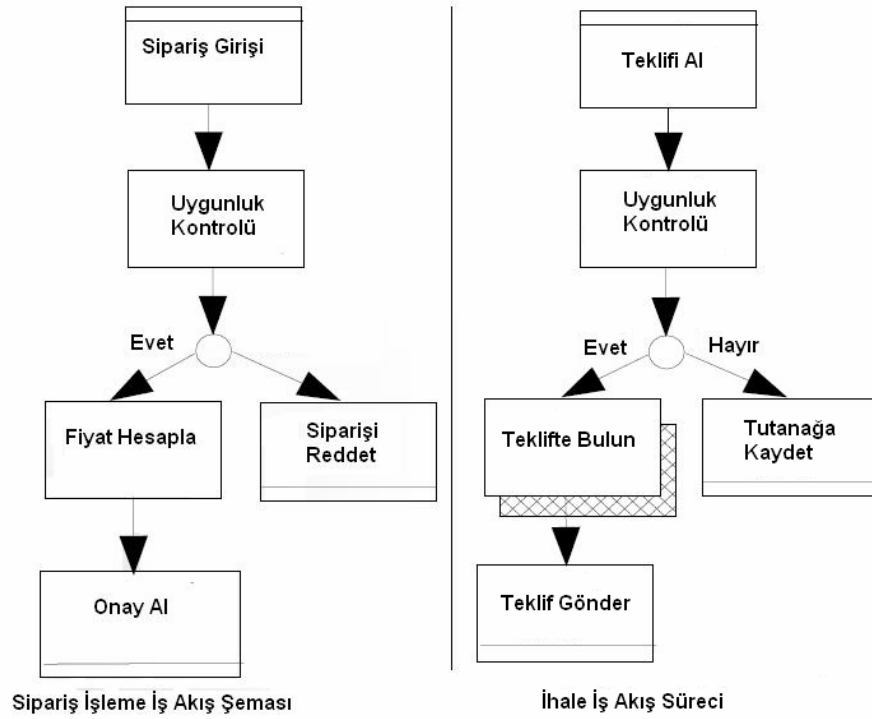 Sipariş Girişi
Uygunluk
Kontrolü
Evet
Fiyat Hesapla
Siparişi
Reddet
Onay Al
Sipariş İşleme İş Akış Şeması
Teklifi Al
Uygunluk
Kontrolü
Evet
Hayır
Teklifte Bulun
Tutanağa
Kaydet
Teklif Gönder
İhale İş Akış Süreci